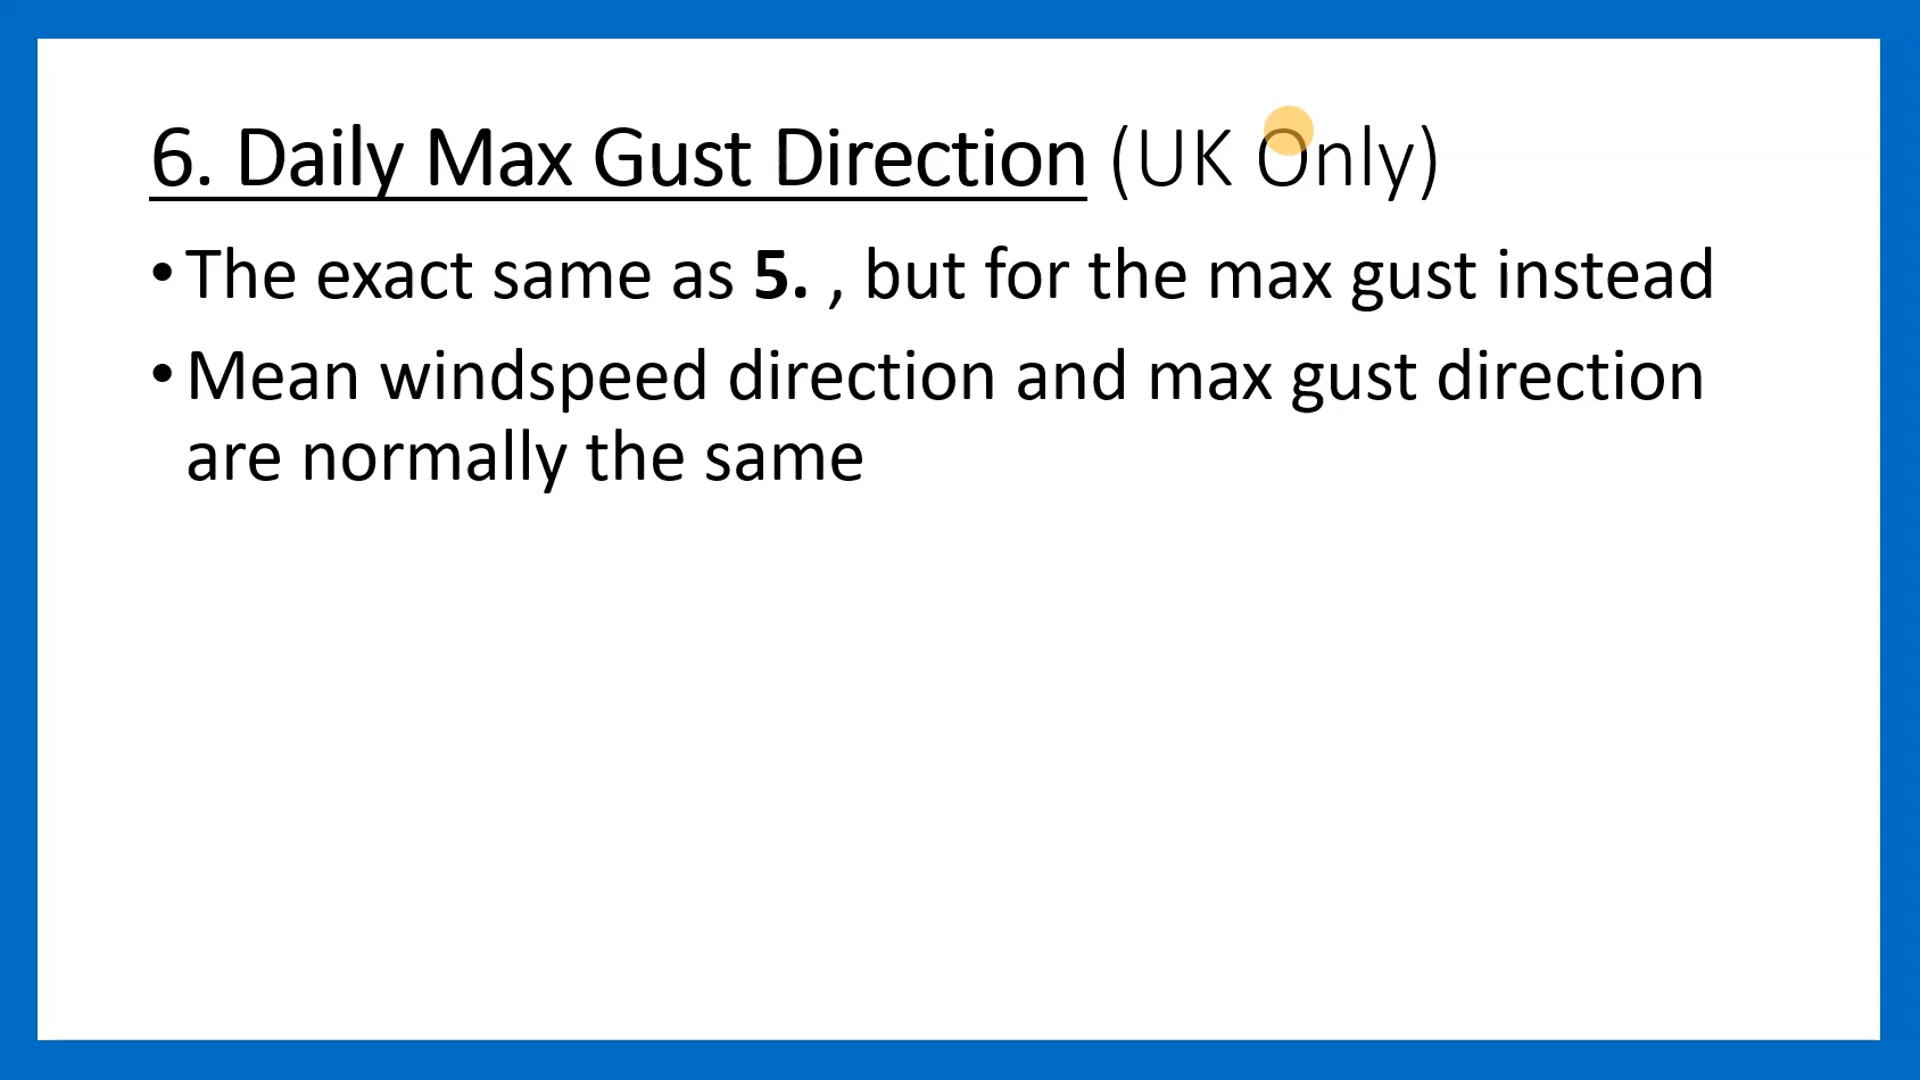 6. Daily Max Gust Direction (UK Only)
• The exact same as 5. , but for the max gust instead
• Mean windspeed direction and max gust direction
are normally the same